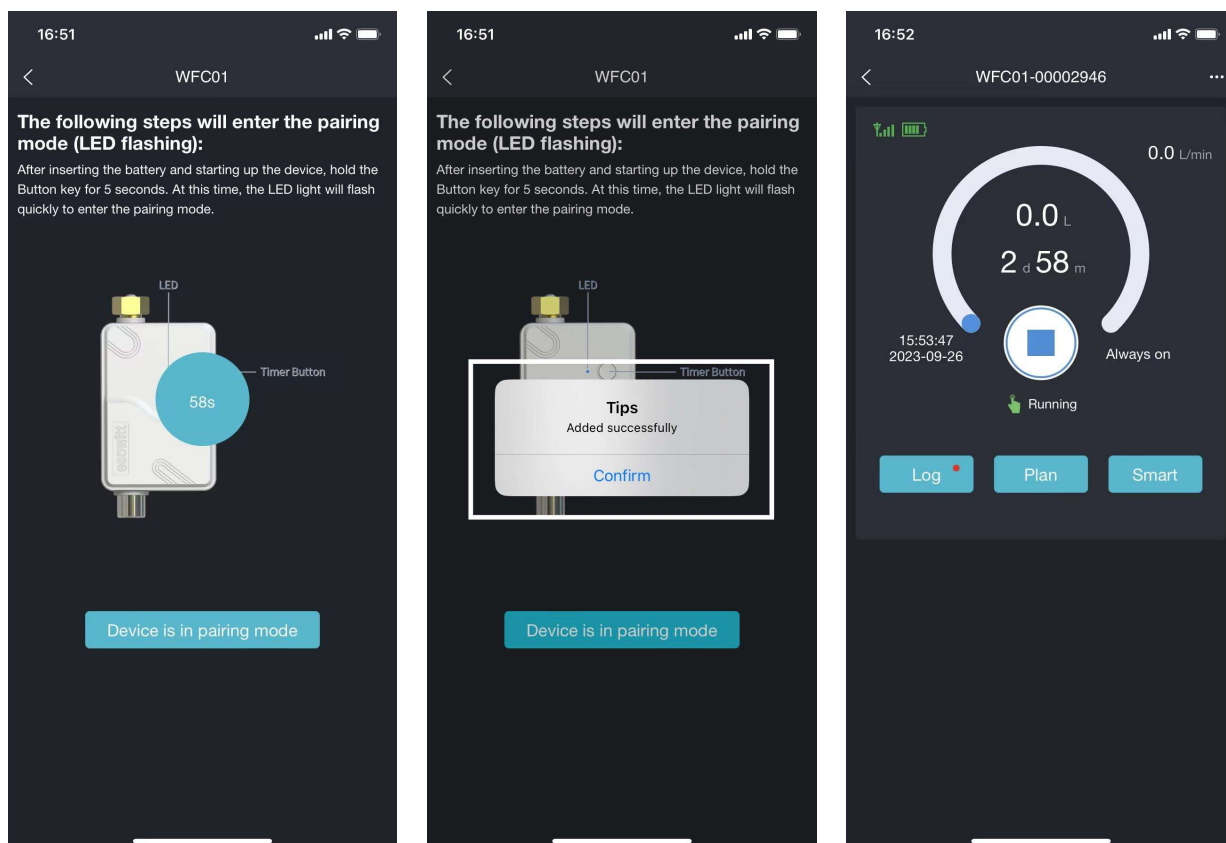 16:51
WFC01
The following steps will enter the pairing
mode (LED flashing):
After inserting the battery and starting up the device, hold the
Button key for 5 seconds. At this time, the LED light will flash
quickly to enter the pairing mode.
LED
Timer Button
58s
ecowitt
Device is in pairing mode
16:51
WFC01
The following steps will enter the pairing
mode (LED flashing):
After inserting the battery and starting up the device, hold the
Button key for 5 seconds. At this time, the LED light will flash
quickly to enter the pairing mode.
LED
Timer Button
Tips
Added successfully
Confirm
Device is in pairing mode
16:52
WFC01-00002946
0.0 L/min
0.0 L
2 d 58 m
15:53:47
2023-09-26
Always on
Running
Log
Plan
Smart